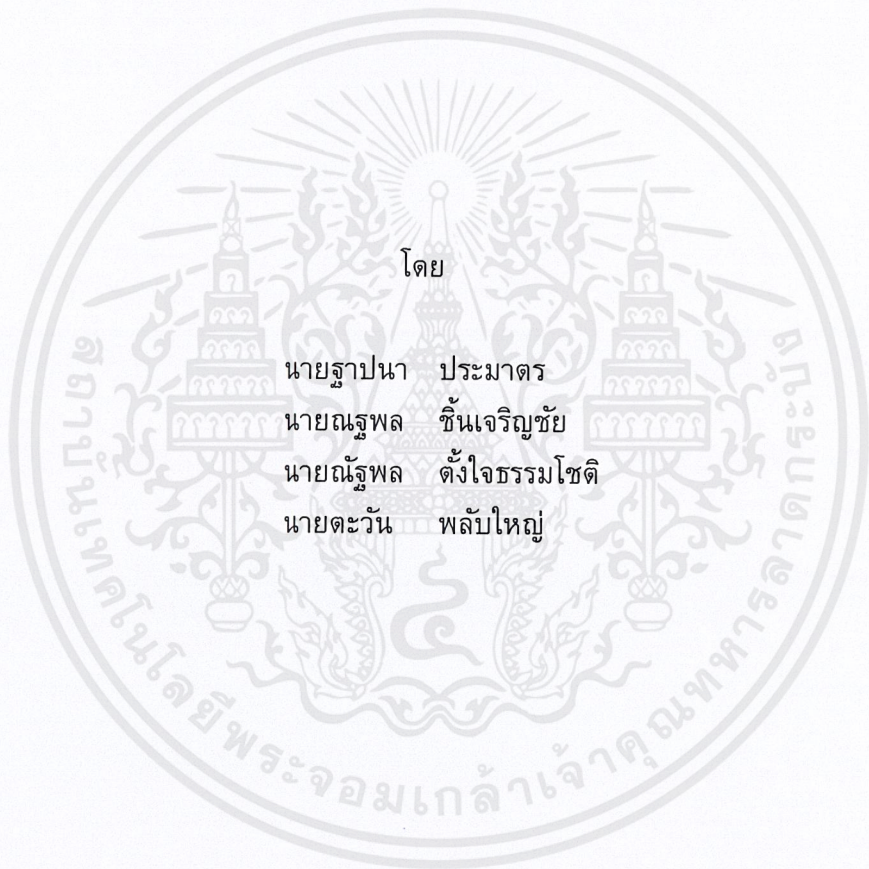 โดย
นายฐาปนา ประมาตร
นายณฐพล ชิ้นเจริญชัย
นายณัฐพล ตั้งใจธรรมโชติ
นายตะวัน พลับใหญ่
๔
สถาบันเทคโนโลยีพระจอมเกล้าเจ้าคุณทหารลาดกระบัง